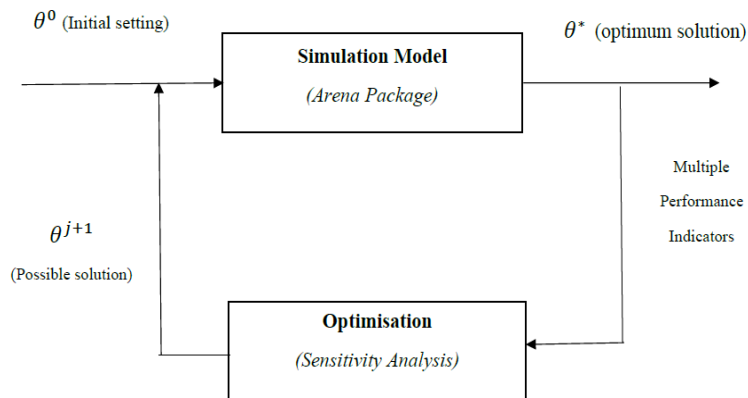 θ⁰ (Initial setting)
Simulation Model
(Arena Package)
θ* (optimum solution)
Multiple
Performance
Indicators
θʲ⁺¹
(Possible solution)
Optimisation
(Sensitivity Analysis)